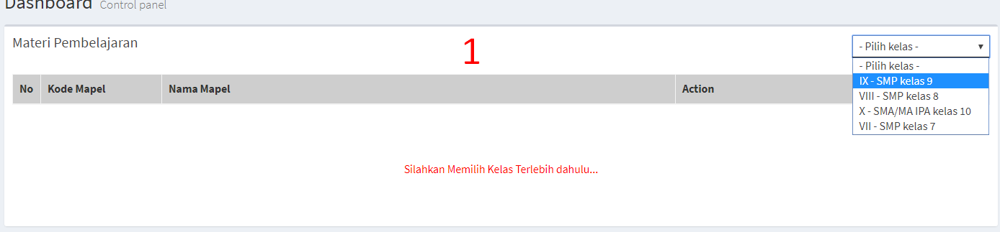 Dashboard Control panel
Materi Pembelajaran
1
- Pilih kelas -
- Pilih kelas -
IX - SMP kelas 9
VIII - SMP kelas 8
X - SMA/MA IPA kelas 10
VII - SMP kelas 7
No Kode Mapel Nama Mapel Action
Silahkan Memilih Kelas Terlebih dahulu...